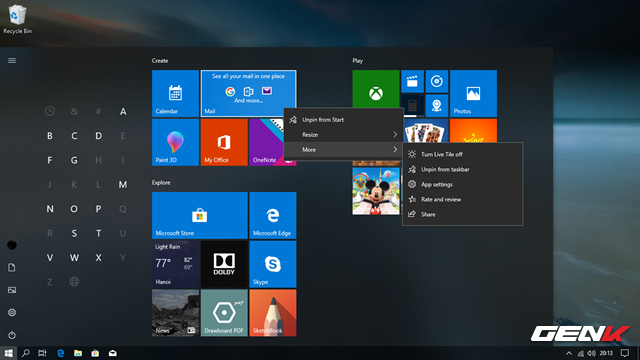 Recycle Bin
Create
Play
See all your mail in one place
And more...
Calendar
Mail
Photos
Unpin from Start
Resize
More
Paint 3D
My Office
OneNote
Turn Live Tile off
Unpin from taskbar
App settings
Rate and review
Share
& # A
B C D E
F G H I
J K L M
N O P Q
R S T U
V W X Y
Z
Explore
Microsoft Store
Microsoft Edge
Light Rain
77° 82°
69°
Hanoi
DOLBY
Skype
News
Drawboard PDF
SketchBook
GENK
20:13